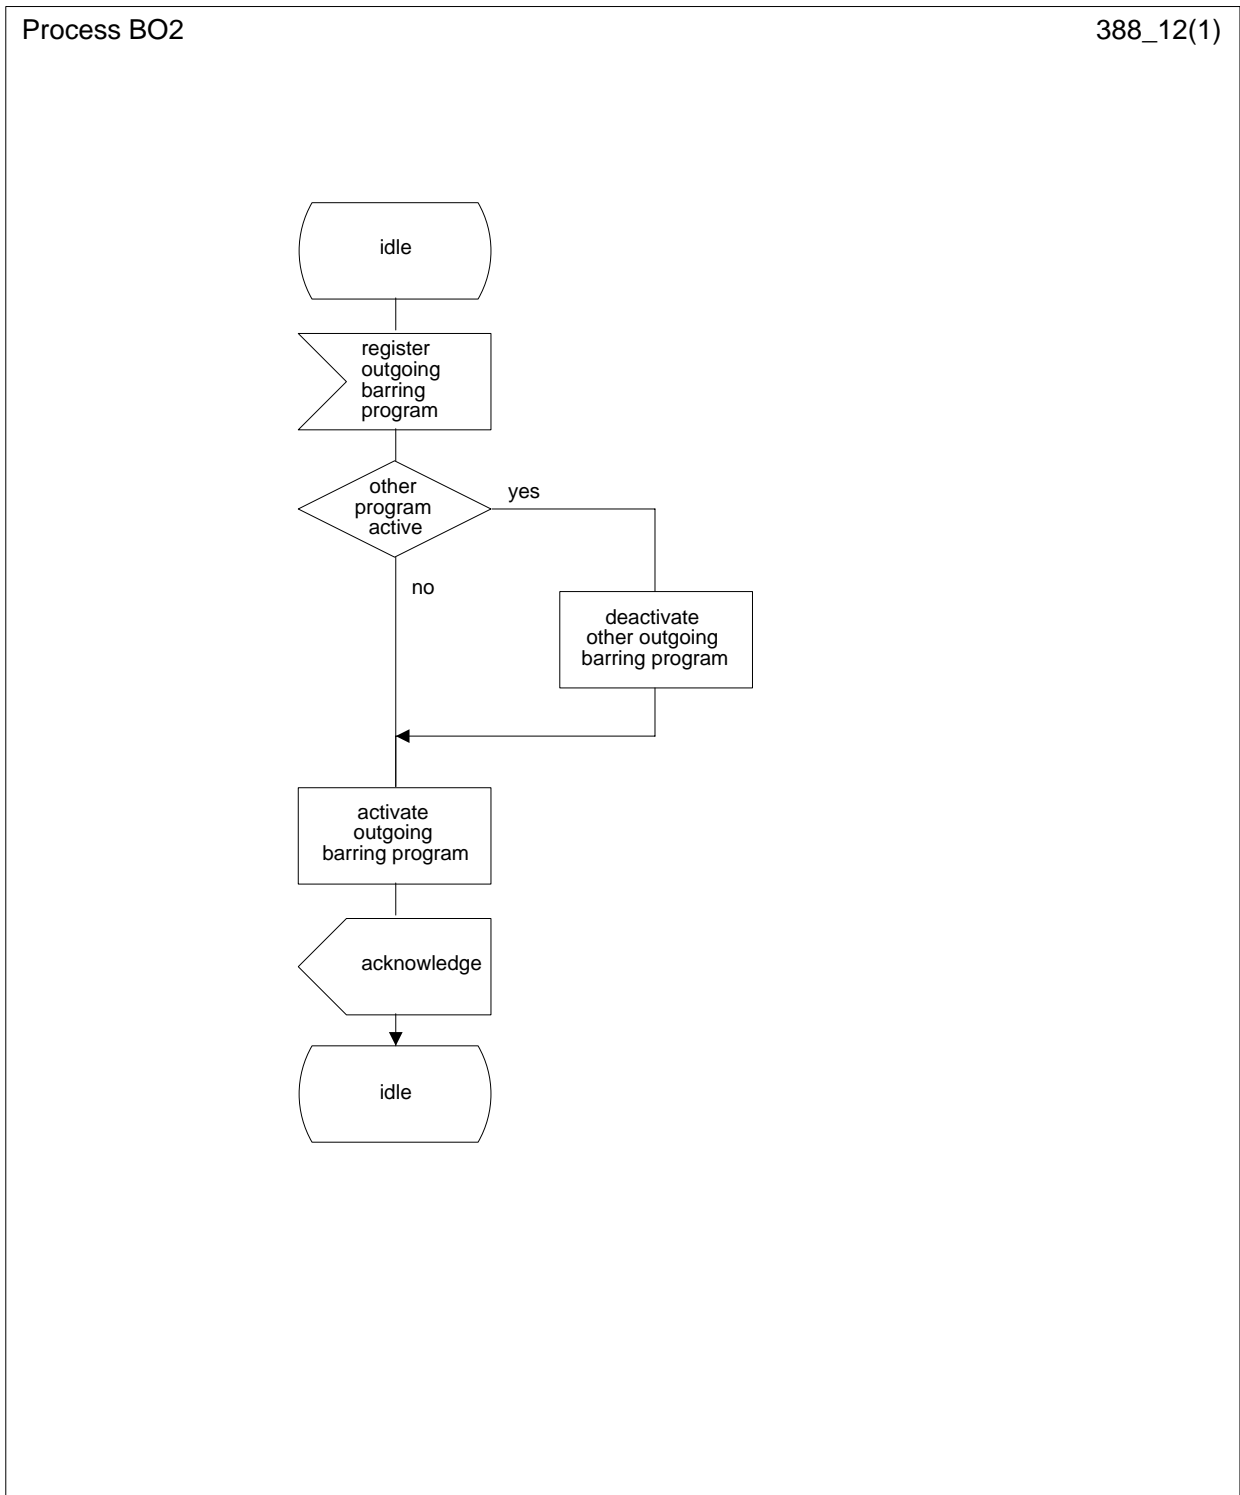 Process BO2
388_12(1)
idle
register
outgoing
barring
program
other
program
active
yes
no
deactivate
other outgoing
barring program
activate
outgoing
barring program
acknowledge
idle